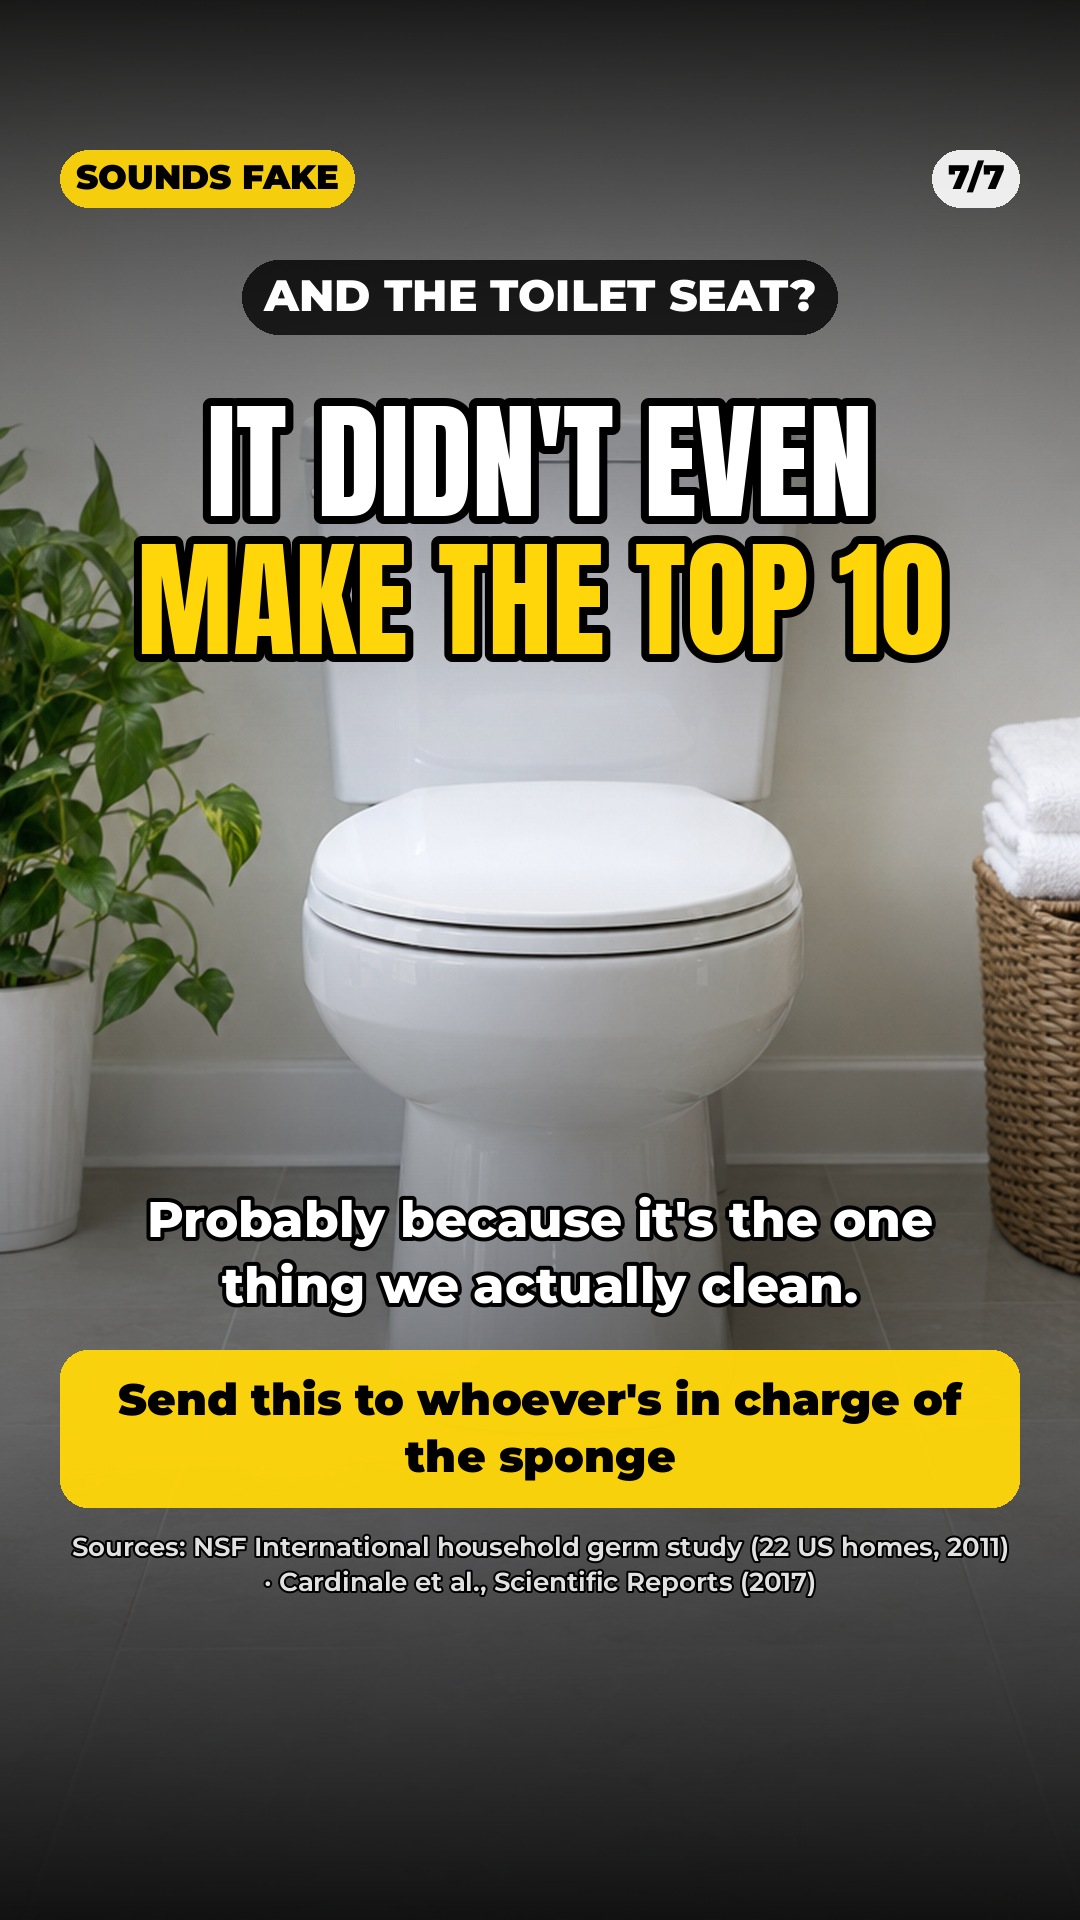 SOUNDS FAKE
7/7
AND THE TOILET SEAT?
IT DIDN'T EVEN
MAKE THE TOP 10
Probably because it's the one
thing we actually clean.
Send this to whoever's in charge of
the sponge
Sources: NSF International household germ study (22 US homes, 2011)
· Cardinale et al., Scientific Reports (2017)